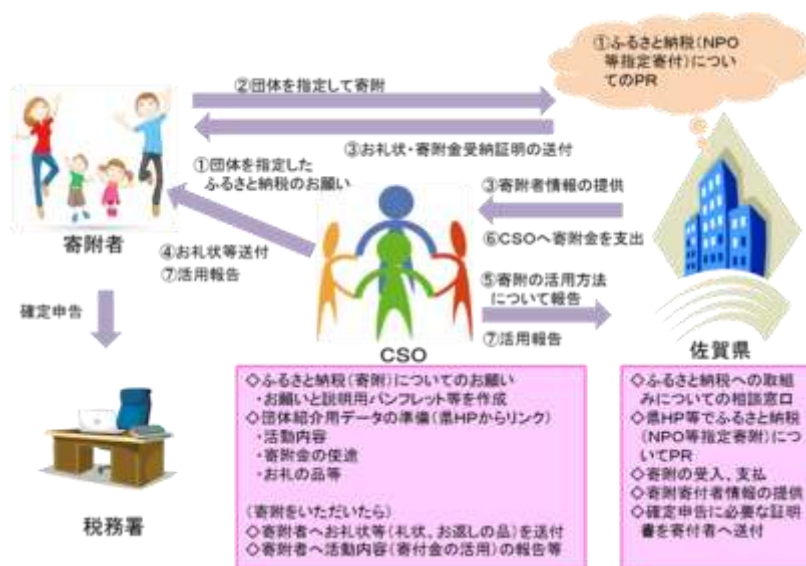 ①ふるさと納税(NPO
等指定寄付)につい
てのPR
②団体を指定して寄附
③お礼状・寄附金受納証明の送付
①団体を指定した
ふるさと納税のお願い
③寄附者情報の提供
⑥CSOへ寄附金を支出
寄附者
④お礼状等送付
⑦活用報告
⑤寄附の活用方法
について報告
⑦活用報告
確定申告
CSO
佐賀県
◇ふるさと納税(寄附)についてのお願い
・お願いと説明用パンフレット等を作成
◇団体紹介用データの準備(県HPからリンク)
・活動内容
・寄附金の使途
・お礼の品等
(寄附をいただいたら)
◇寄附者へお礼状等(礼状、お返しの品)を送付
◇寄附者へ活動内容(寄付金の活用)の報告等
◇ふるさと納税への取組
みについての相談窓口
◇県HP等でふるさと納税
(NPO等指定寄附)につ
いてPR
◇寄附の受入、支払
◇寄附寄付者情報の提供
◇確定申告に必要な証明
書を寄付者へ送付
税務署